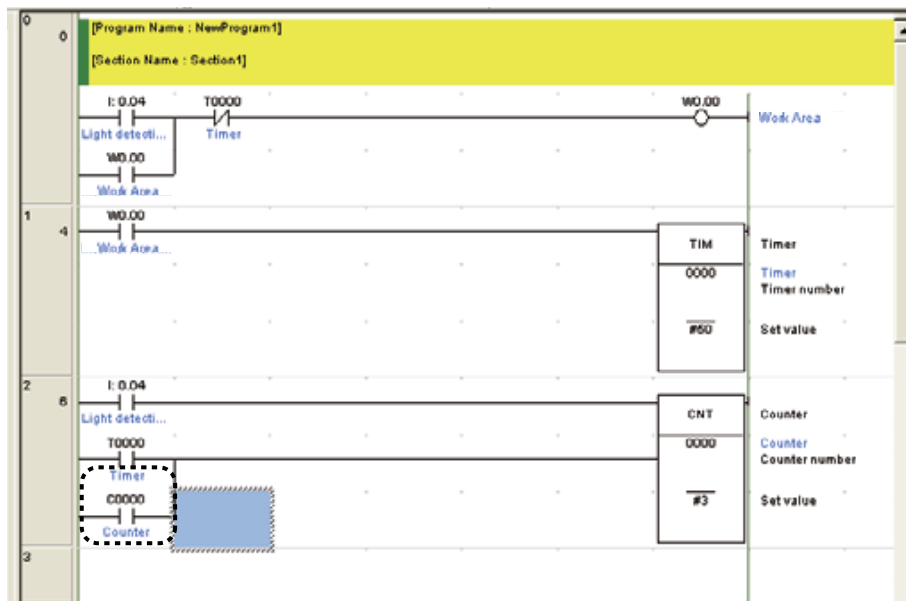 0
0
[Program Name : NewProgram1]
[Section Name : Section1]
I: 0.04
T0000
W0.00
Light detecti...
Timer
Work Area
W0.00
Work Area
1
4
W0.00
Work Area
TIM
Timer
0000
Timer
Timer number
#60
Set value
2
6
I: 0.04
Light detecti...
CNT
Counter
T0000
Timer
0000
Counter
Counter number
C0000
Counter
#3
Set value
3